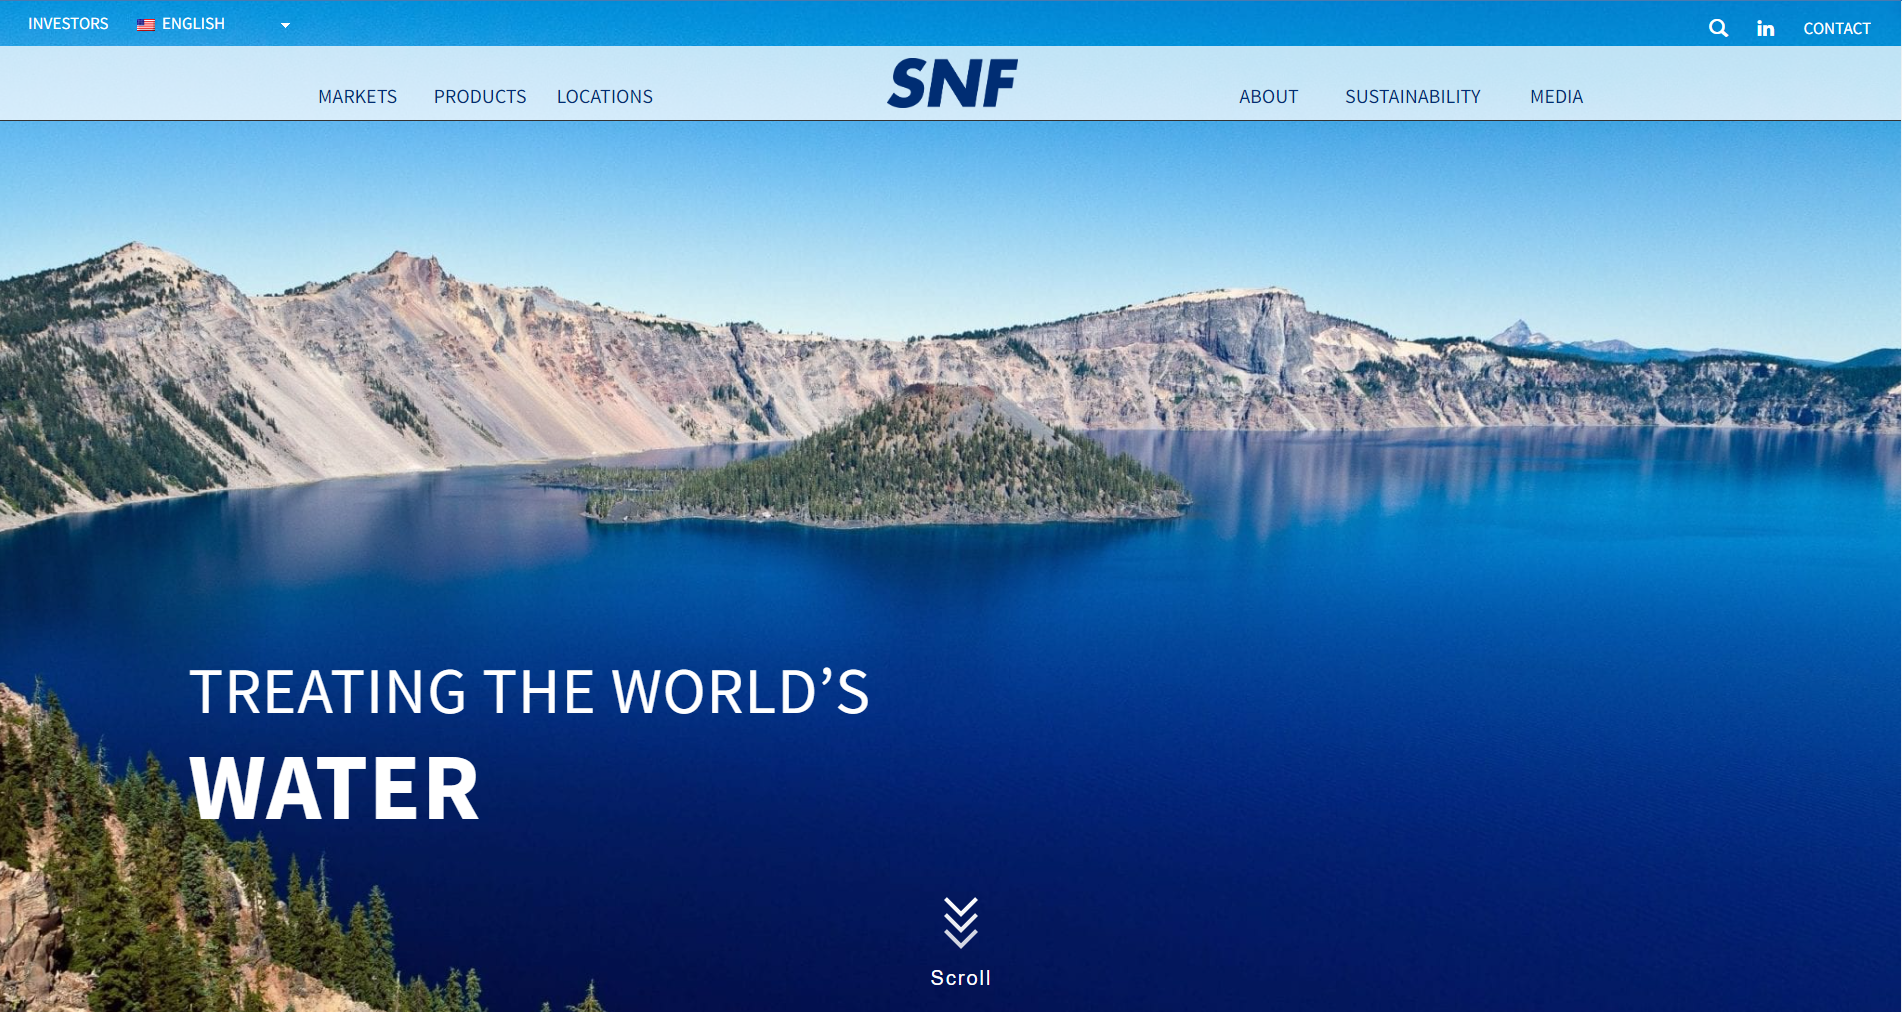 INVESTORS ENGLISH CONTACT
MARKETS PRODUCTS LOCATIONS SNF ABOUT SUSTAINABILITY MEDIA
TREATING THE WORLD’S
WATER
Scroll